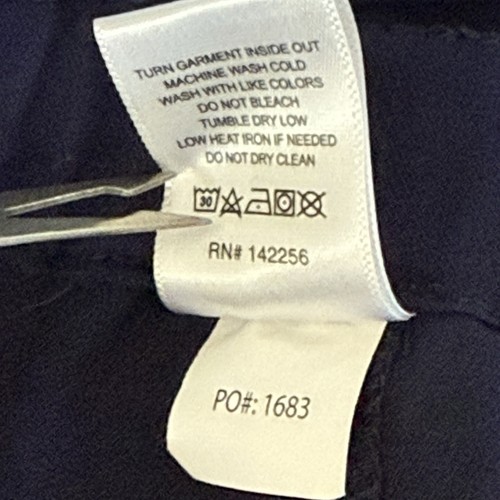 TURN GARMENT INSIDE OUT
MACHINE WASH COLD
WASH WITH LIKE COLORS
DO NOT BLEACH
TUMBLE DRY LOW
LOW HEAT IRON IF NEEDED
DO NOT DRY CLEAN
30
RN# 142256
PO#: 1683